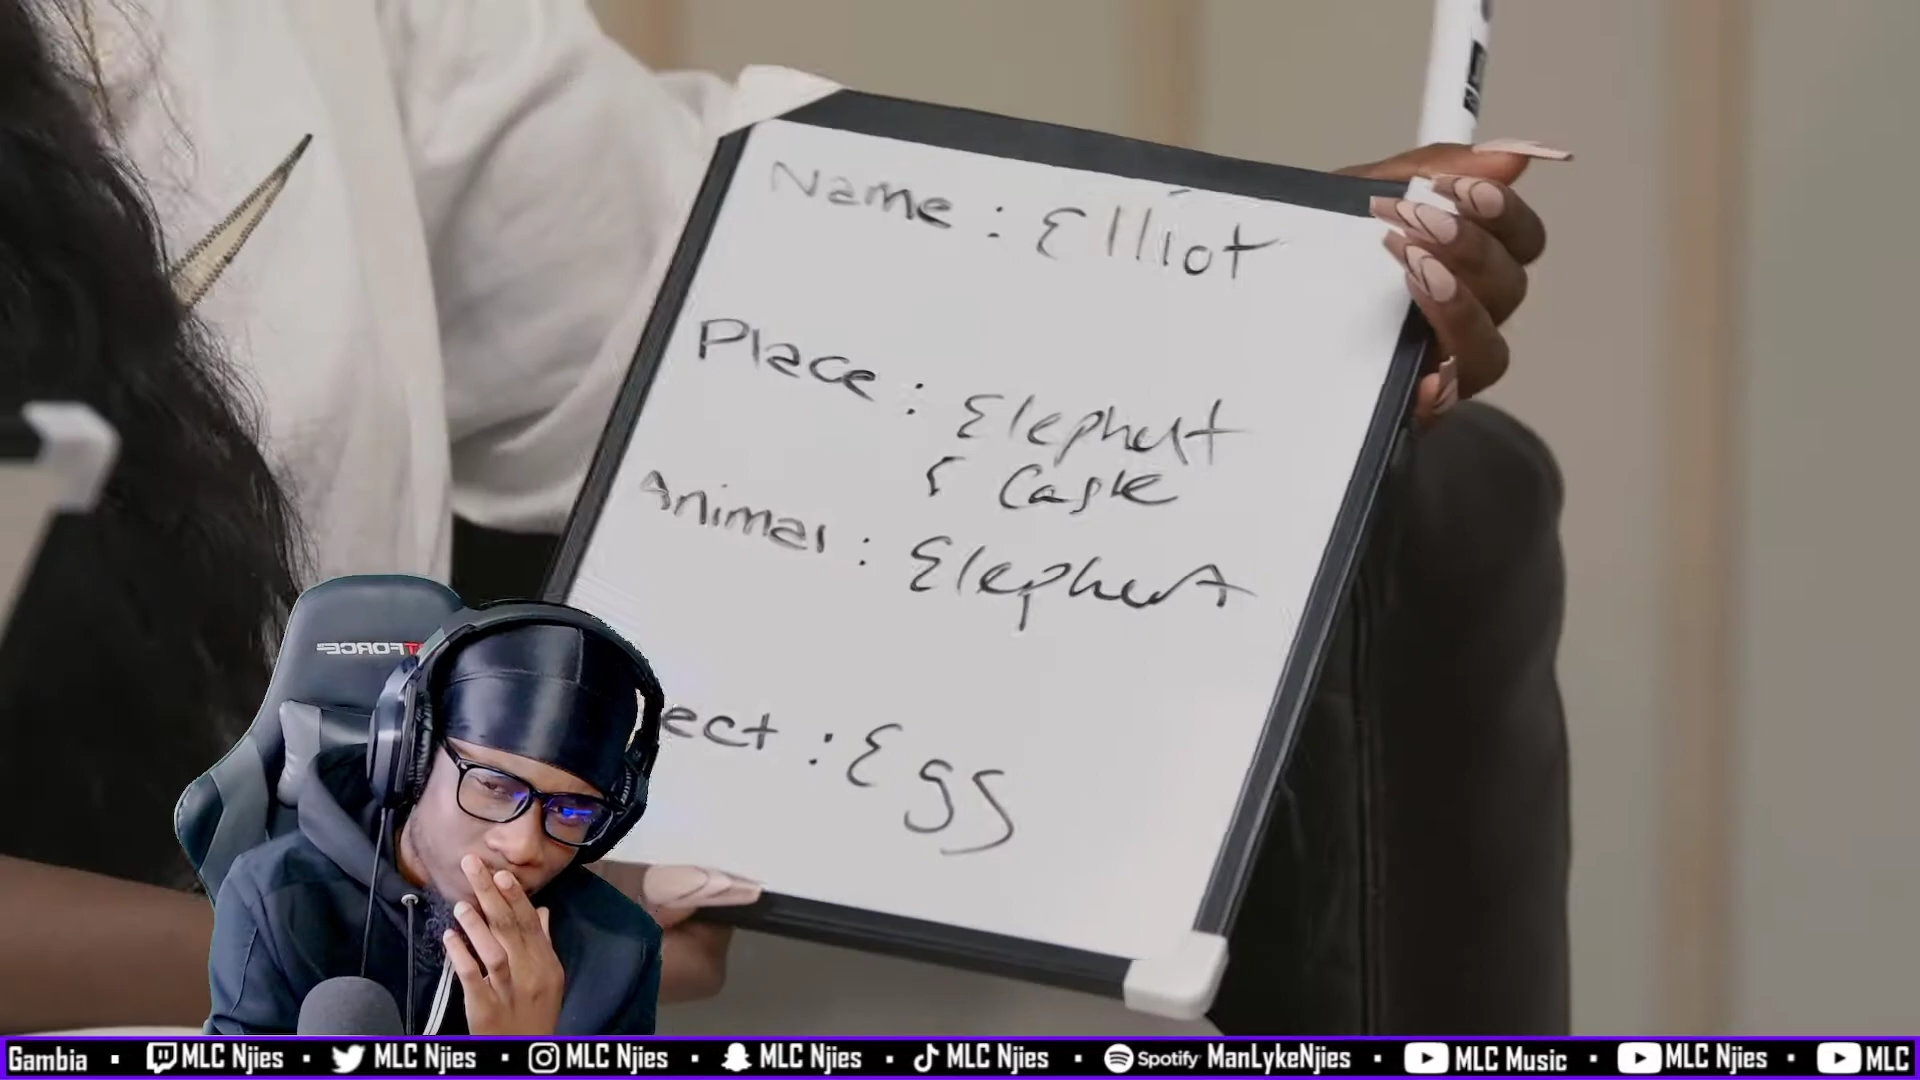 Name : Elliot
Place : Elephant
& Castle
Animal : Elephant
ect : Egg
Gambia · MLC Njies · MLC Njies · MLC Njies · MLC Njies · MLC Njies · Spotify ManLykeNjies · MLC Music · MLC Njies · MLC